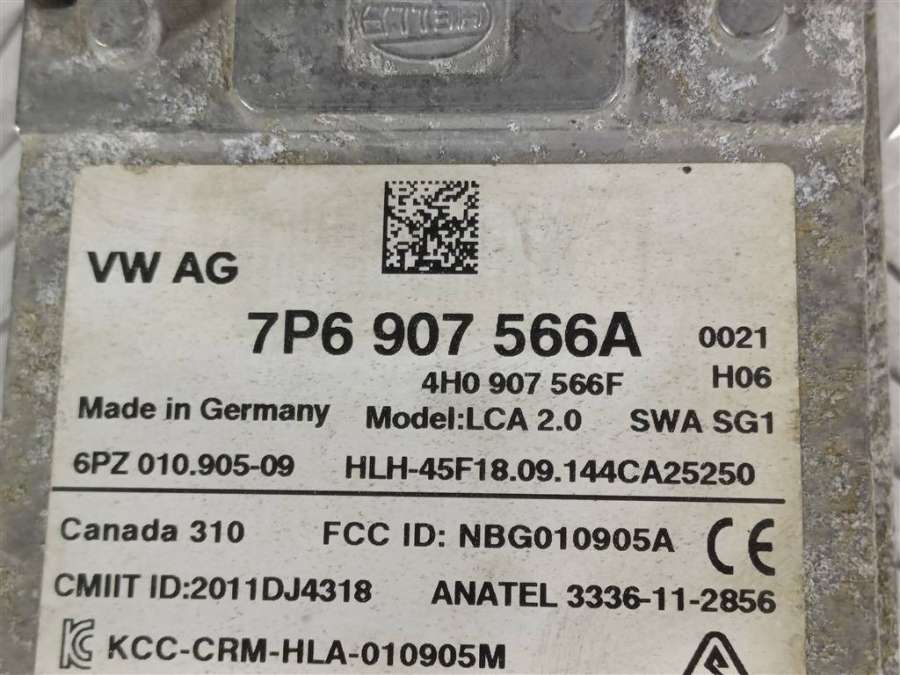 HELLA
VW AG
7P6 907 566A 0021
4H0 907 566F H06
Made in Germany Model:LCA 2.0 SWA SG1
6PZ 010.905-09 HLH-45F18.09.144CA25250
Canada 310 FCC ID: NBG010905A CE
CMIIT ID:2011DJ4318 ANATEL 3336-11-2856
KCC-CRM-HLA-010905M